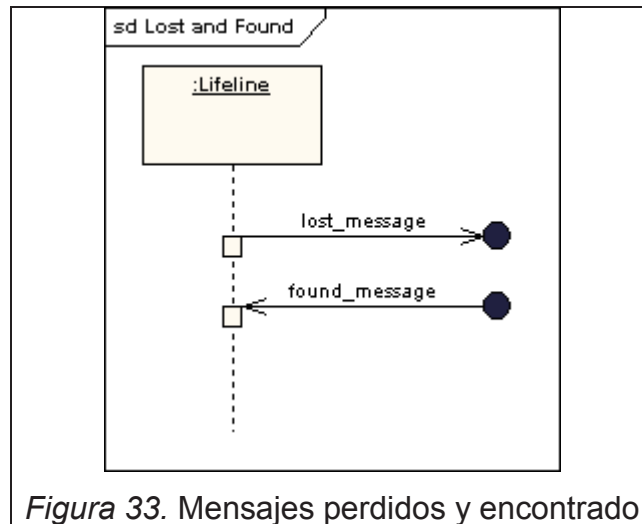 sd Lost and Found
:Lifeline
lost_message
found_message
Figura 33. Mensajes perdidos y encontrado